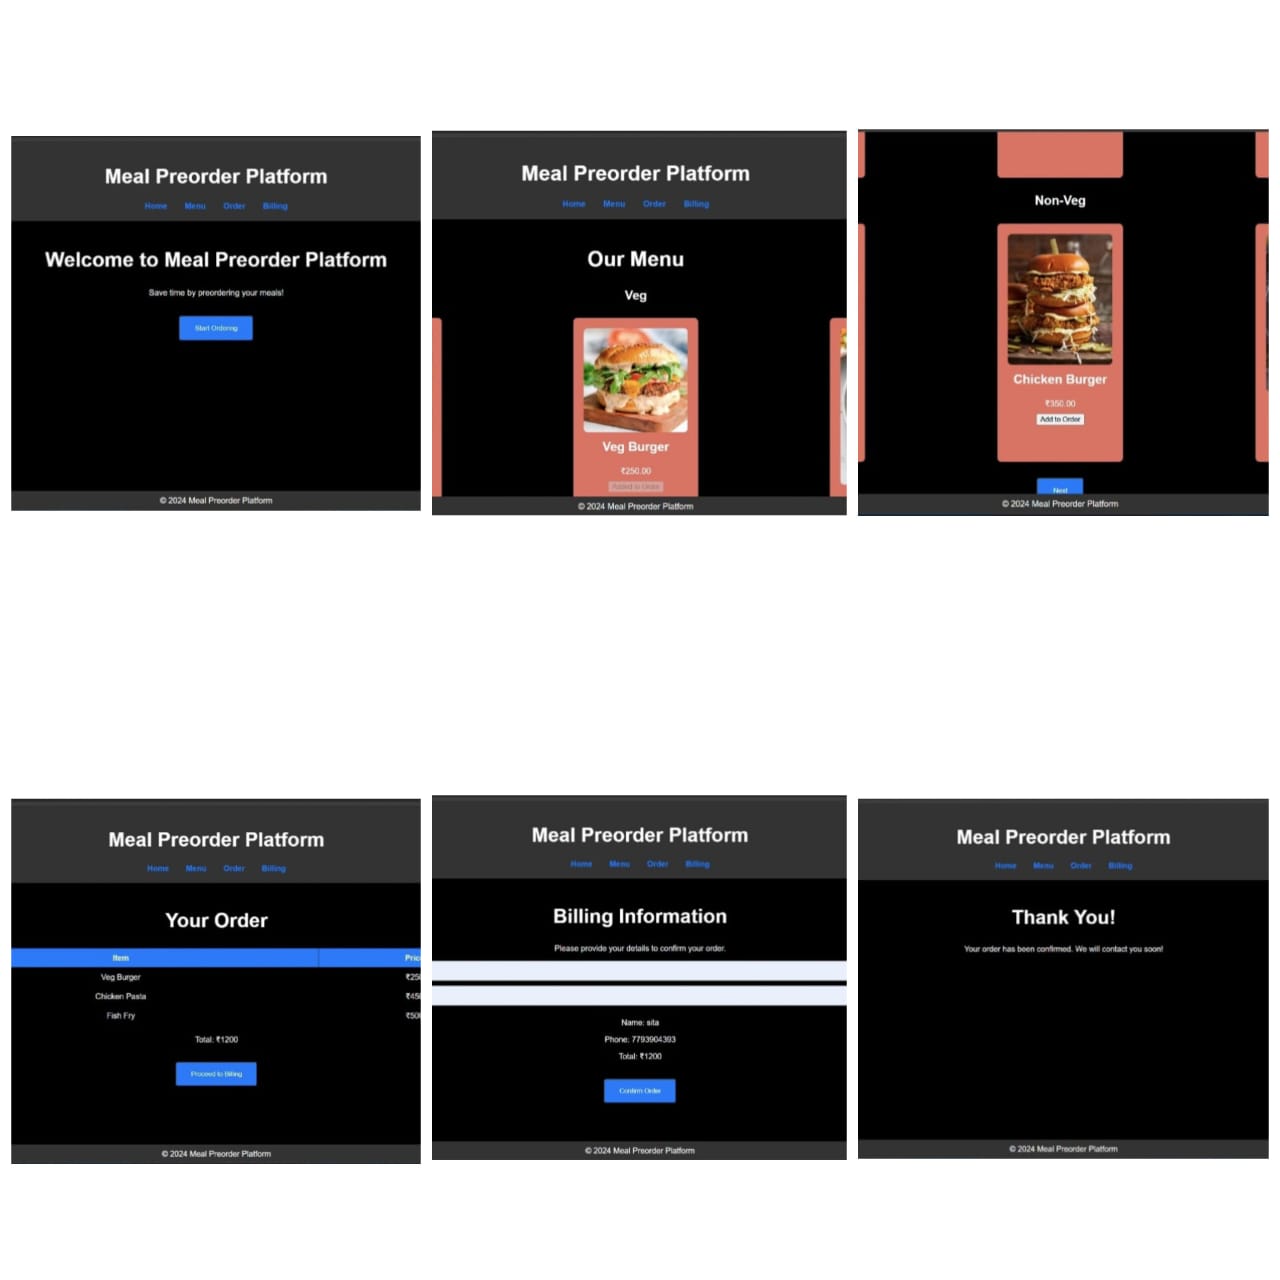 Meal Preorder Platform
Home Menu Order Billing
Welcome to Meal Preorder Platform
Save time by preordering your meals!
Start Ordering
© 2024 Meal Preorder Platform
Meal Preorder Platform
Home Menu Order Billing
Our Menu
Veg
Veg Burger
₹250.00
Added to Order
© 2024 Meal Preorder Platform
Non-Veg
Chicken Burger
₹350.00
Add to Order
Next
© 2024 Meal Preorder Platform
Meal Preorder Platform
Home Menu Order Billing
Your Order
Item
Veg Burger
Chicken Pasta
Fish Fry
Total: ₹1200
Proceed to Billing
© 2024 Meal Preorder Platform
Meal Preorder Platform
Home Menu Order Billing
Billing Information
Please provide your details to confirm your order.
Name: sita
Phone: 7793904393
Total: ₹1200
Confirm Order
© 2024 Meal Preorder Platform
Meal Preorder Platform
Home Menu Order Billing
Thank You!
Your order has been confirmed. We will contact you soon!
© 2024 Meal Preorder Platform